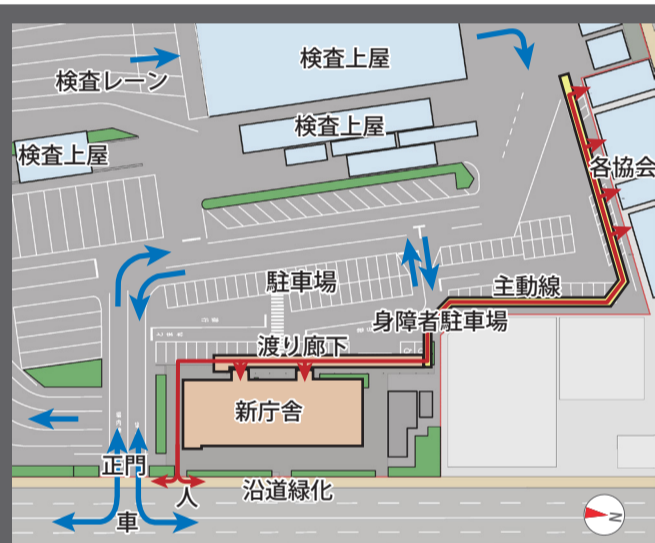 検査上屋
検査レーン
検査上屋
検査上屋
各協会
駐車場
主動線
身障者駐車場
渡り廊下
新庁舎
正門
人
沿道緑化
車
N